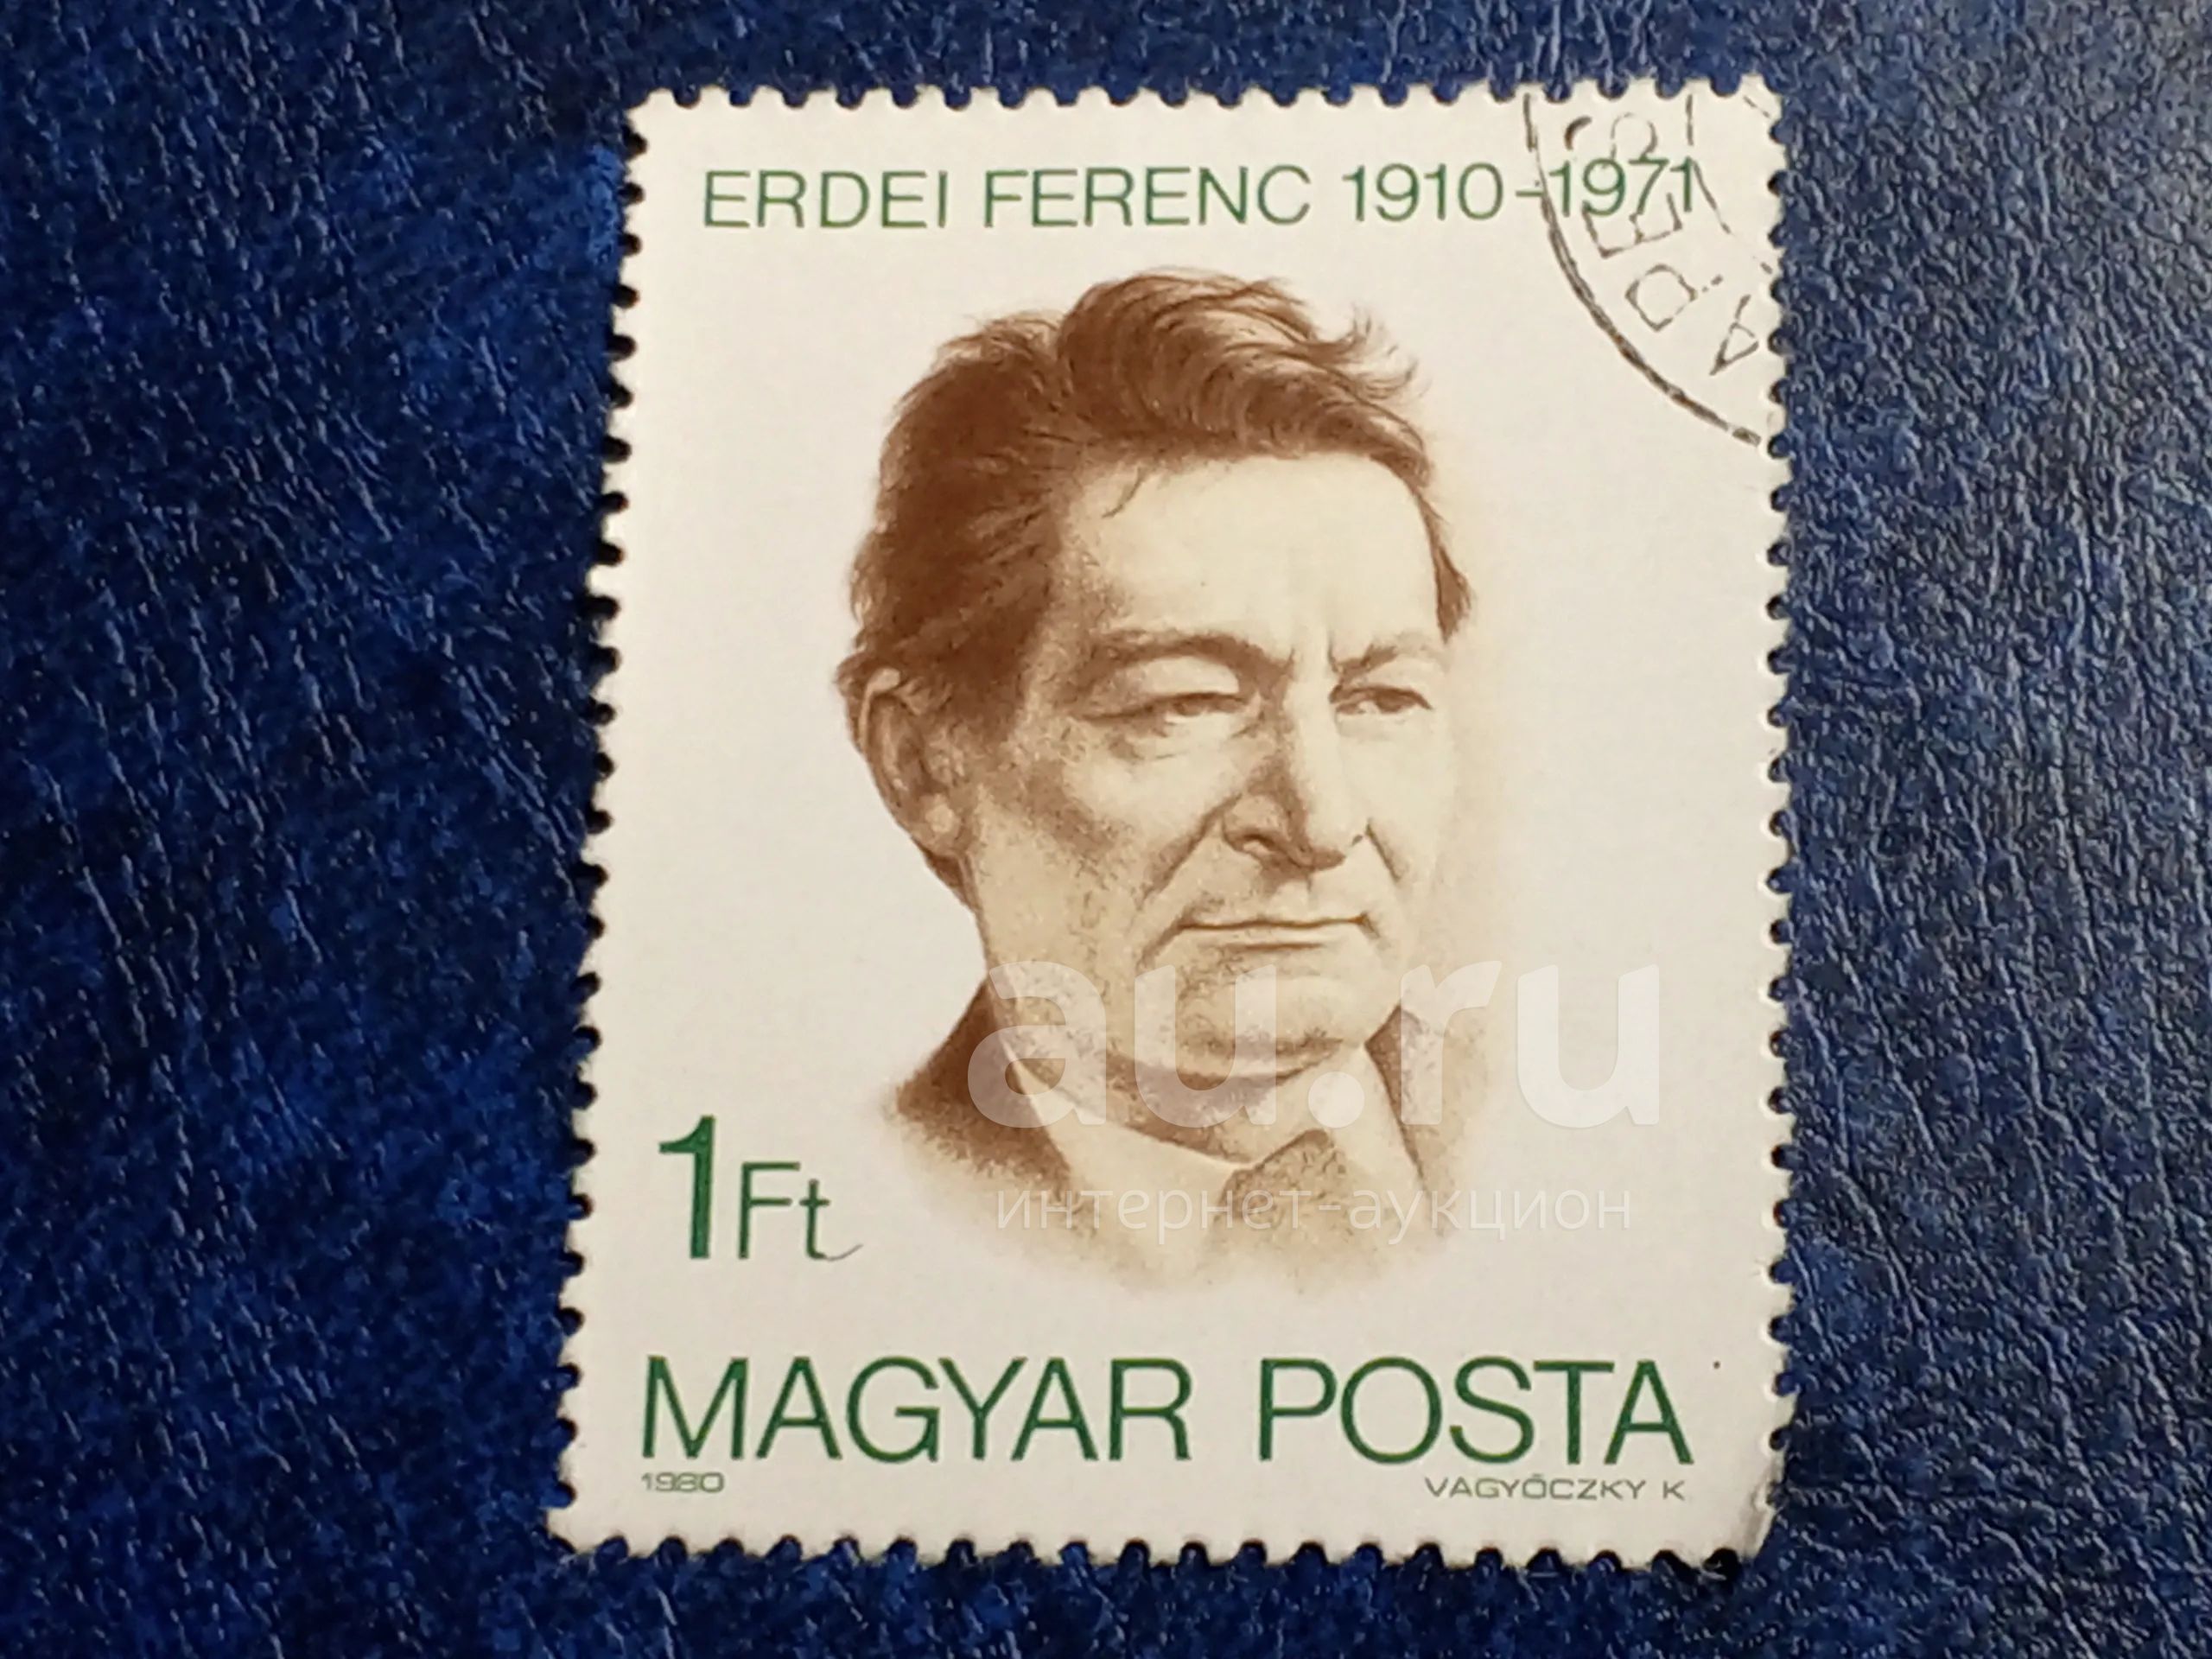 ERDEI FERENC 1910-1971
1Ft
MAGYAR POSTA
1980
VAGYÓCZKY K
au.ru
интернет-аукцион